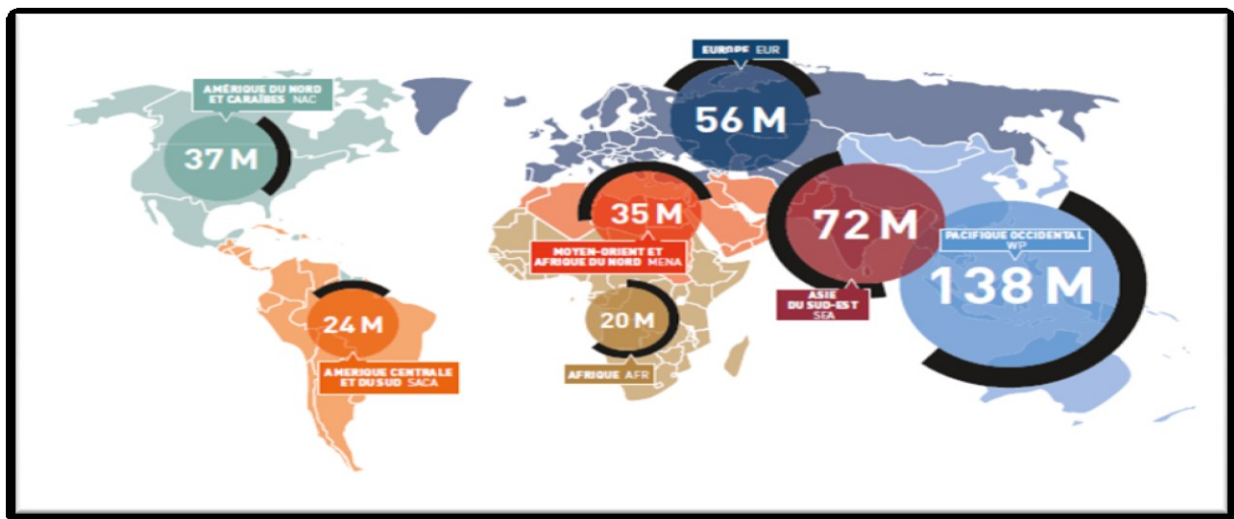 EUROPE EUR
56 M
AMÉRIQUE DU NORD
ET CARAÏBES NAC
37 M
35 M
MOYEN-ORIENT ET
AFRIQUE DU NORD MENA
72 M
ASIE
DU SUD-EST
SEA
PACIFIQUE OCCIDENTAL
WP
138 M
24 M
AMERIQUE CENTRALE
ET DU SUD SACA
20 M
AFRIQUE AFR